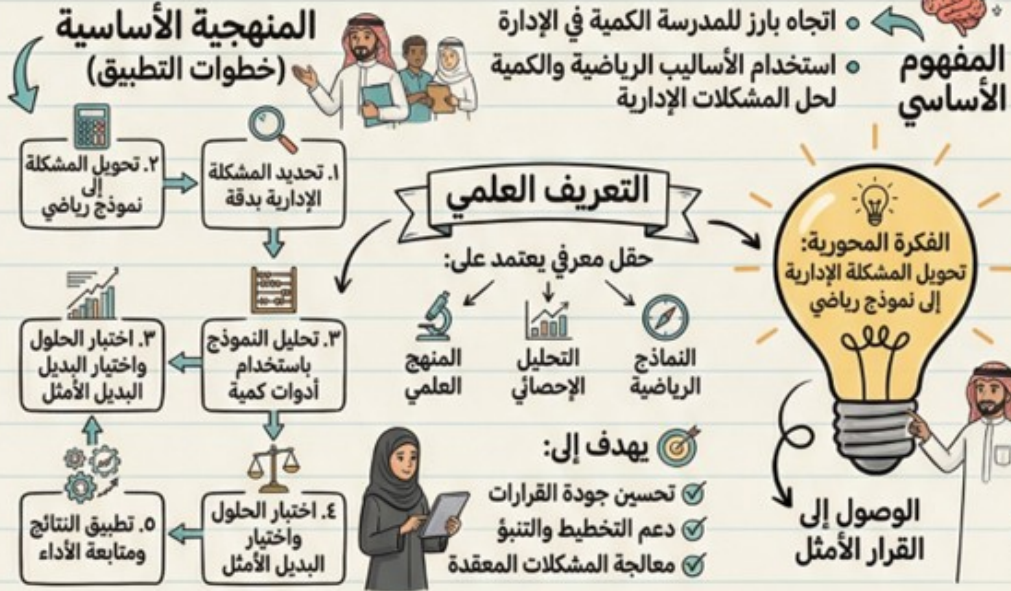 المفهوم
الأساسي
• اتجاه بارز للمدرسة الكمية في الإدارة
• استخدام الأساليب الرياضية والكمية
لحل المشكلات الإدارية
المنهجية الأساسية
(خطوات التطبيق)
١. تحديد المشكلة
الإدارية بدقة
٢. تحويل المشكلة
إلى
نموذج رياضي
٣. تحليل النموذج
باستخدام
أدوات كمية
٣. اختبار الحلول
واختيار البديل
البديل الأمثل
٤. اختبار الحلول
واختيار
البديل الأمثل
٥. تطبيق النتائج
ومتابعة الأداء
التعريف العلمي
حقل معرفي يعتمد على:
النماذج
الرياضية
التحليل
الإحصائي
المنهج
العلمي
يهدف إلى:
تحسين جودة القرارات
دعم التخطيط والتنبؤ
معالجة المشكلات المعقدة
الفكرة المحورية:
تحويل المشكلة الإدارية
إلى نموذج رياضي
الوصول إلى
القرار الأمثل